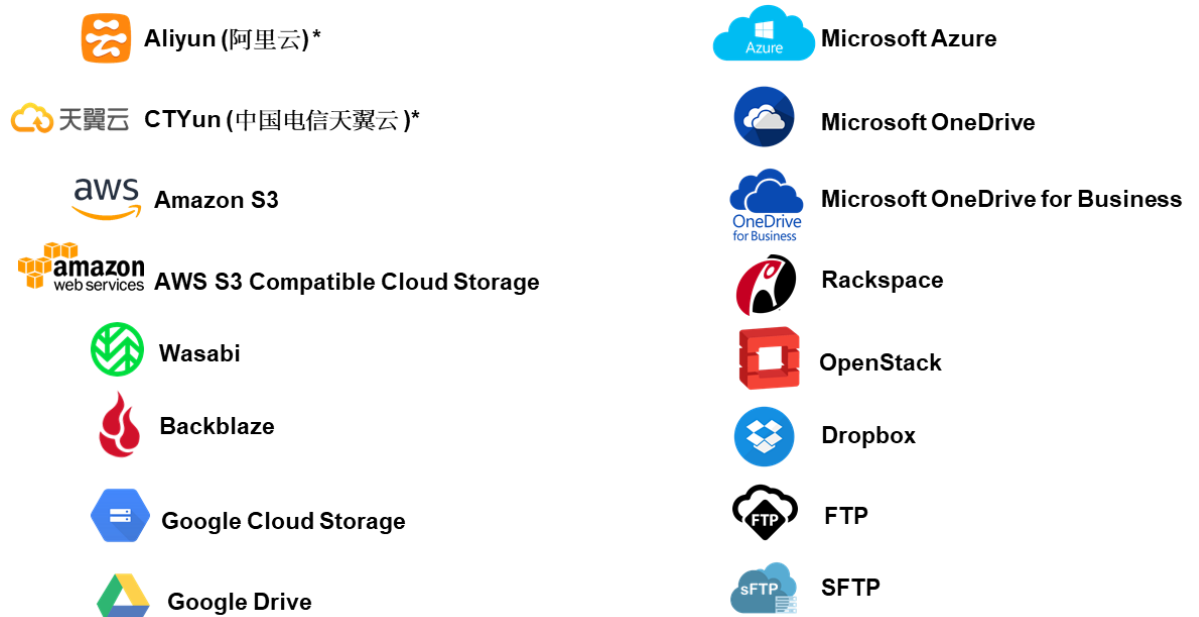 Aliyun (阿里云)*
天翼云 CTYun (中国电信天翼云 )*
aws Amazon S3
amazon
web services AWS S3 Compatible Cloud Storage
Wasabi
Backblaze
Google Cloud Storage
Google Drive
Azure Microsoft Azure
Microsoft OneDrive
Microsoft OneDrive for Business
OneDrive
for Business
Rackspace
OpenStack
Dropbox
FTP FTP
sFTP SFTP